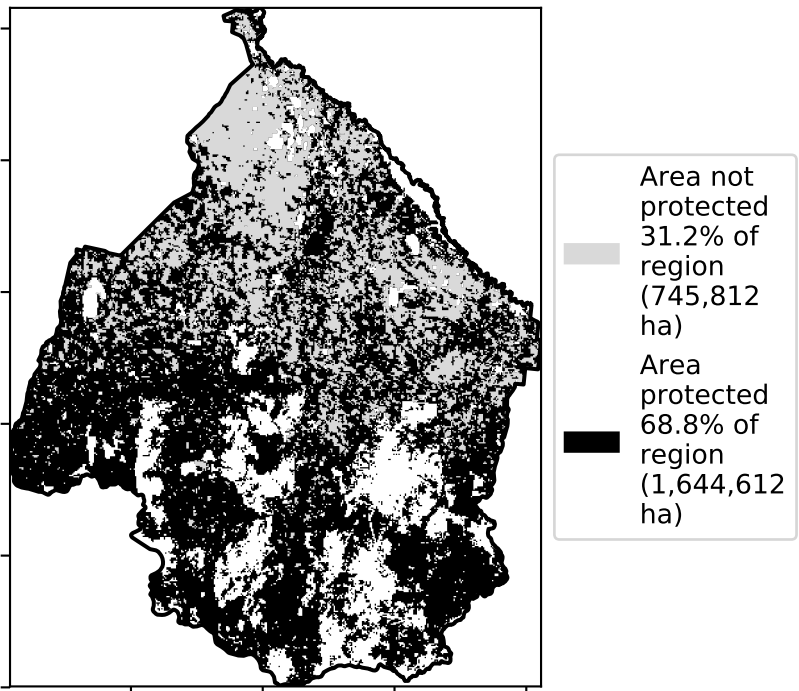 Area not
protected
31.2% of
region
(745,812
ha)
Area
protected
68.8% of
region
(1,644,612
ha)